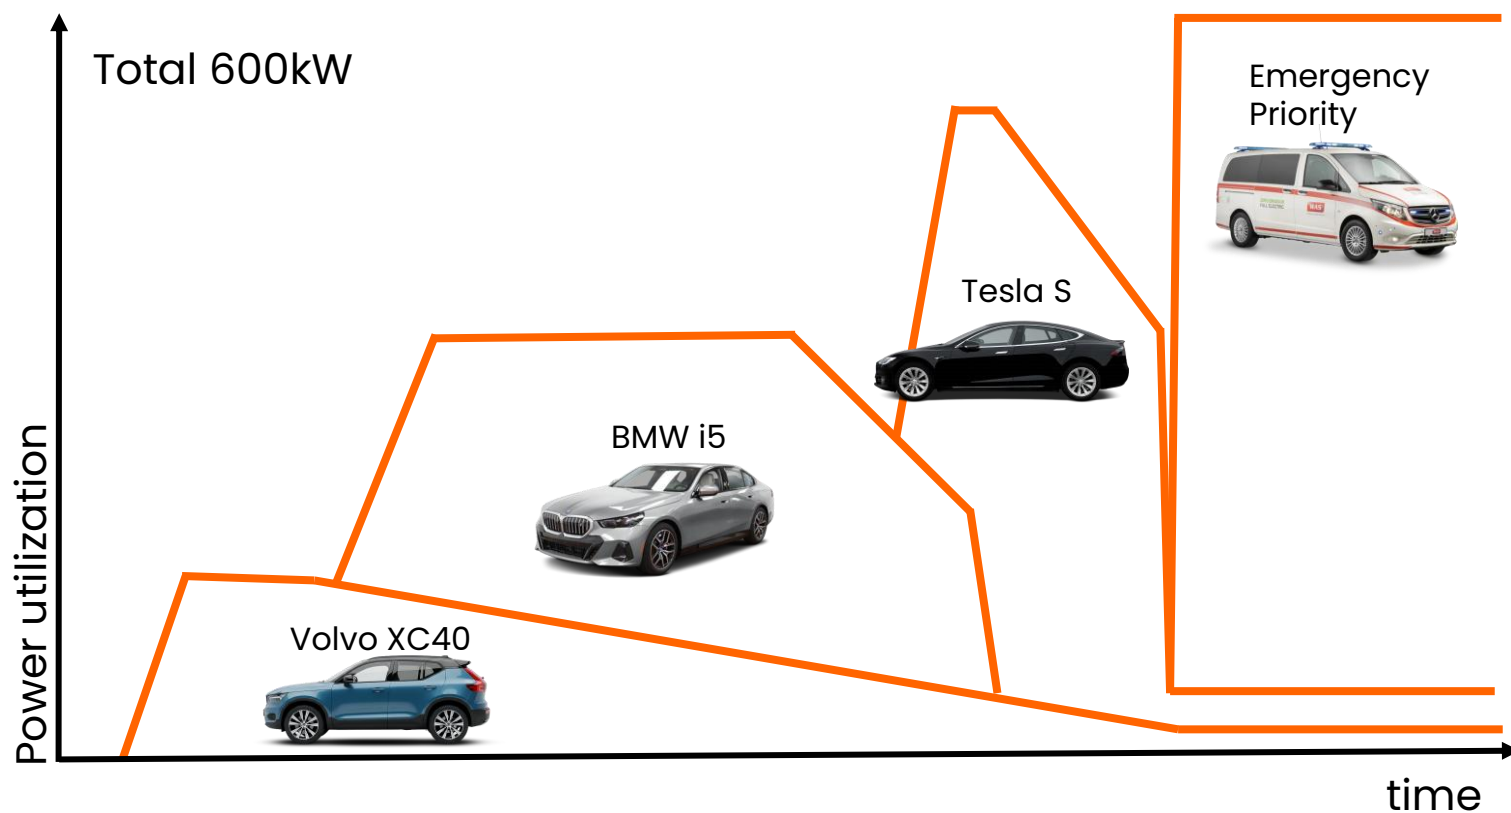 Total 600kW
Emergency
Priority
Tesla S
BMW i5
Volvo XC40
Power utilization
time